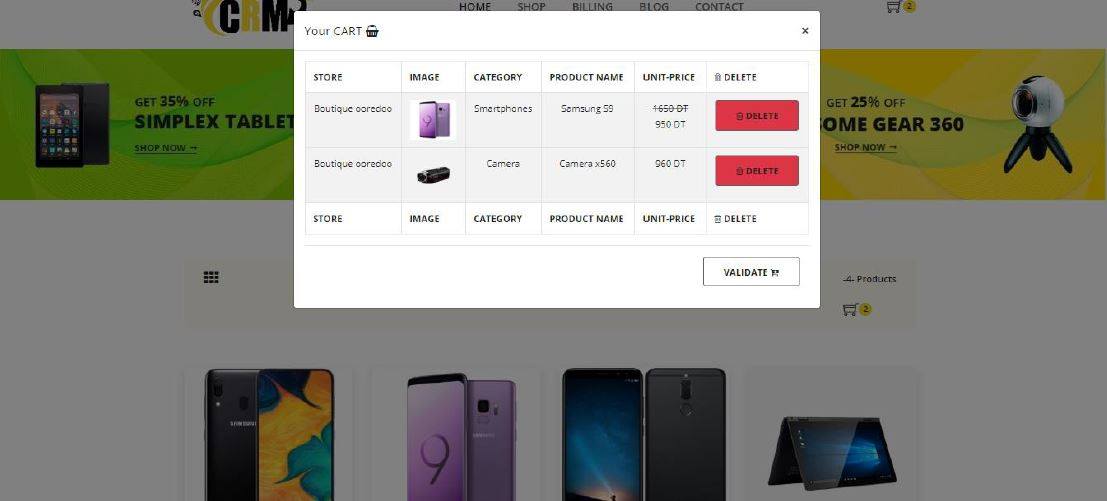 CRM
HOME SHOP BILLING BLOG CONTACT
2
Your CART ×
STORE IMAGE CATEGORY PRODUCT NAME UNIT-PRICE DELETE
Boutique ooredoo Smartphones Samsung S9 1650 DT
950 DT
DELETE
Boutique ooredoo Camera Camera x560 960 DT DELETE
STORE IMAGE CATEGORY PRODUCT NAME UNIT-PRICE DELETE
VALIDATE
GET 35% OFF
SIMPLEX TABLET
SHOP NOW →
GET 25% OFF
SOME GEAR 360
SHOP NOW →
-4- Products
2
SAMSUNG
9
SAMSUNG